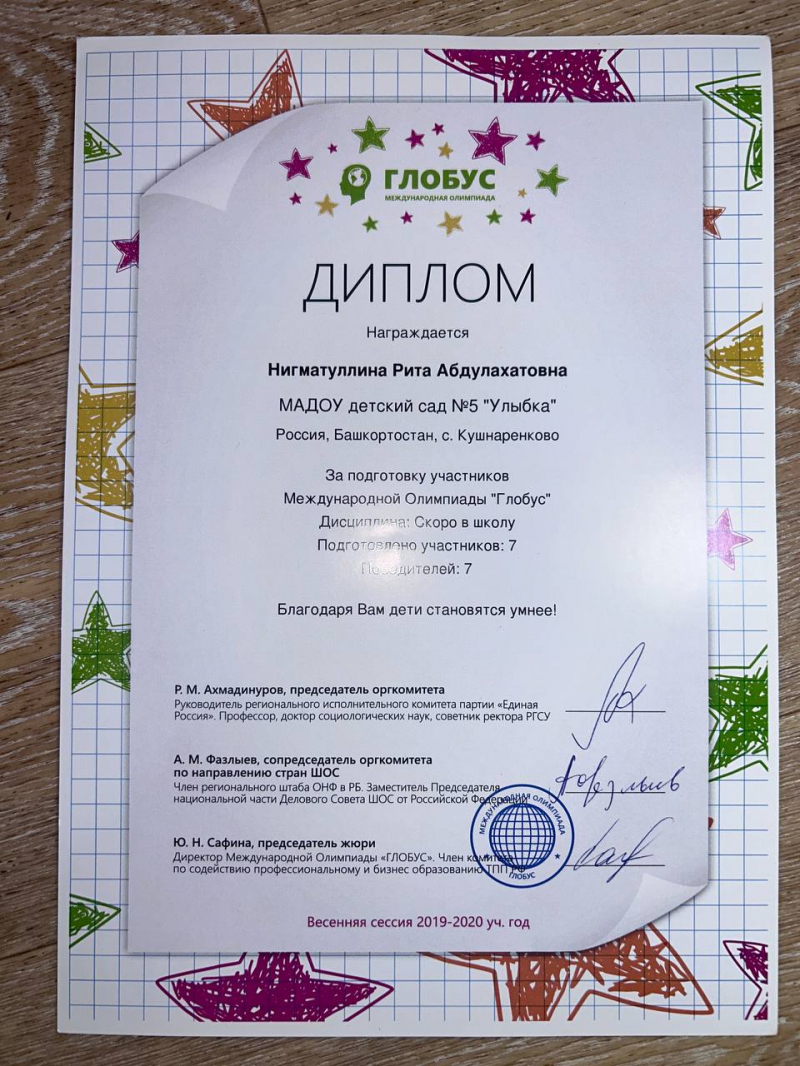 ГЛОБУС
МЕЖДУНАРОДНАЯ ОЛИМПИАДА
ДИПЛОМ
Награждается
Нигматуллина Рита Абдулахатовна
МАДОУ детский сад №5 "Улыбка"
Россия, Башкортостан, с. Кушнаренково
За подготовку участников
Международной Олимпиады "Глобус"
Дисциплина: Скоро в школу
Подготовлено участников: 7
Победителей: 7
Благодаря Вам дети становятся умнее!
Р. М. Ахмадинуров, председатель оргкомитета
Руководитель регионального исполнительного комитета партии «Единая
Россия». Профессор, доктор социологических наук, советник ректора РГСУ
А. М. Фазлыев, сопредседатель оргкомитета
по направлению стран ШОС
Член регионального штаба ОНФ в РБ. Заместитель Председателя
национальной части Делового Совета ШОС от Российской Федерации
Ю. Н. Сафина, председатель жюри
Директор Международной Олимпиады «ГЛОБУС». Член комитета
по содействию профессиональному и бизнес образованию ТПП РФ
МЕЖДУНАРОДНАЯ ОЛИМПИАДА
ГЛОБУС
Весенняя сессия 2019-2020 уч. год